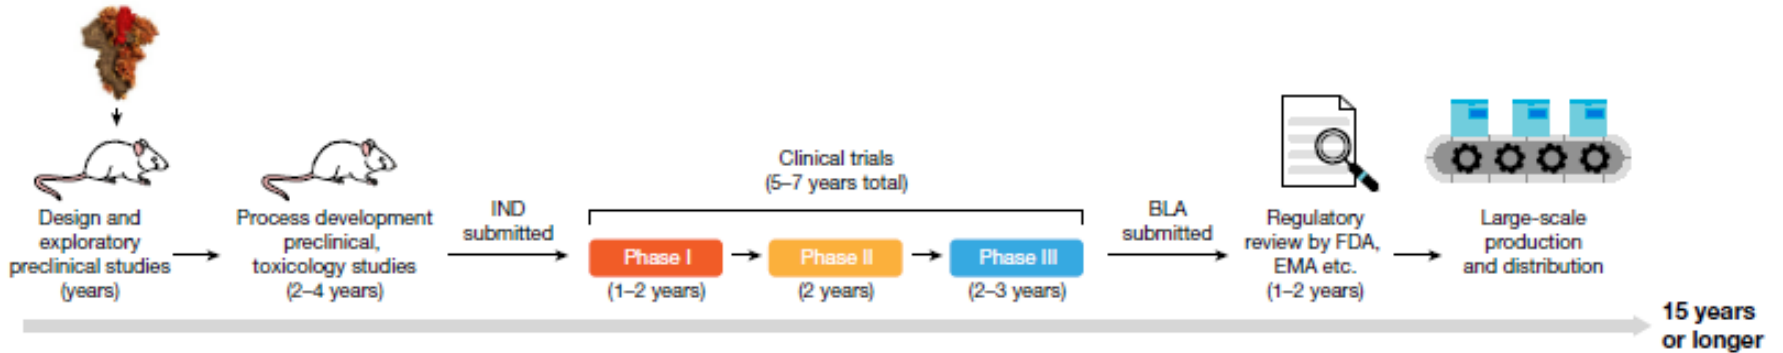 Design and
exploratory
preclinical studies
(years)
Process development
preclinical,
toxicology studies
(2–4 years)
IND
submitted
Clinical trials
(5–7 years total)
Phase I
(1–2 years)
Phase II
(2 years)
Phase III
(2–3 years)
BLA
submitted
Regulatory
review by FDA,
EMA etc.
(1–2 years)
Large-scale
production
and distribution
15 years
or longer